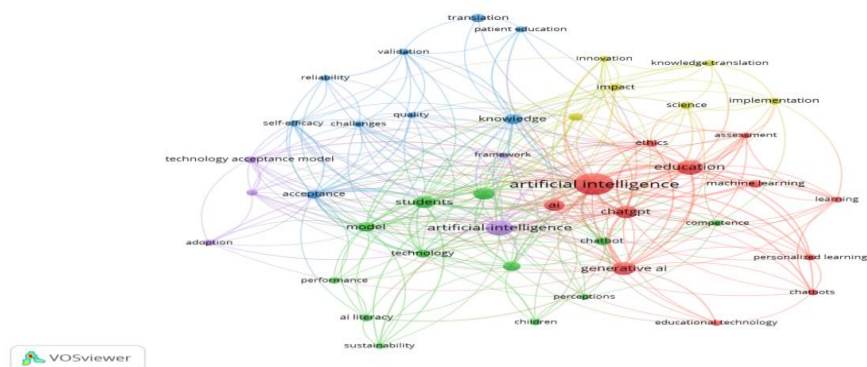 translation
patient education
validation
innovation
knowledge translation
reliability
impact
science
implementation
quality
knowledge
self-efficacy
challenges
ethics
assessment
technology acceptance model
framework
education
artificial intelligence
machine learning
acceptance
students
ai
chatgpt
learning
model
artificial-intelligence
competence
adoption
chatbot
technology
personalized learning
generative ai
performance
perceptions
chatbots
ai literacy
children
educational technology
sustainability
VOSviewer